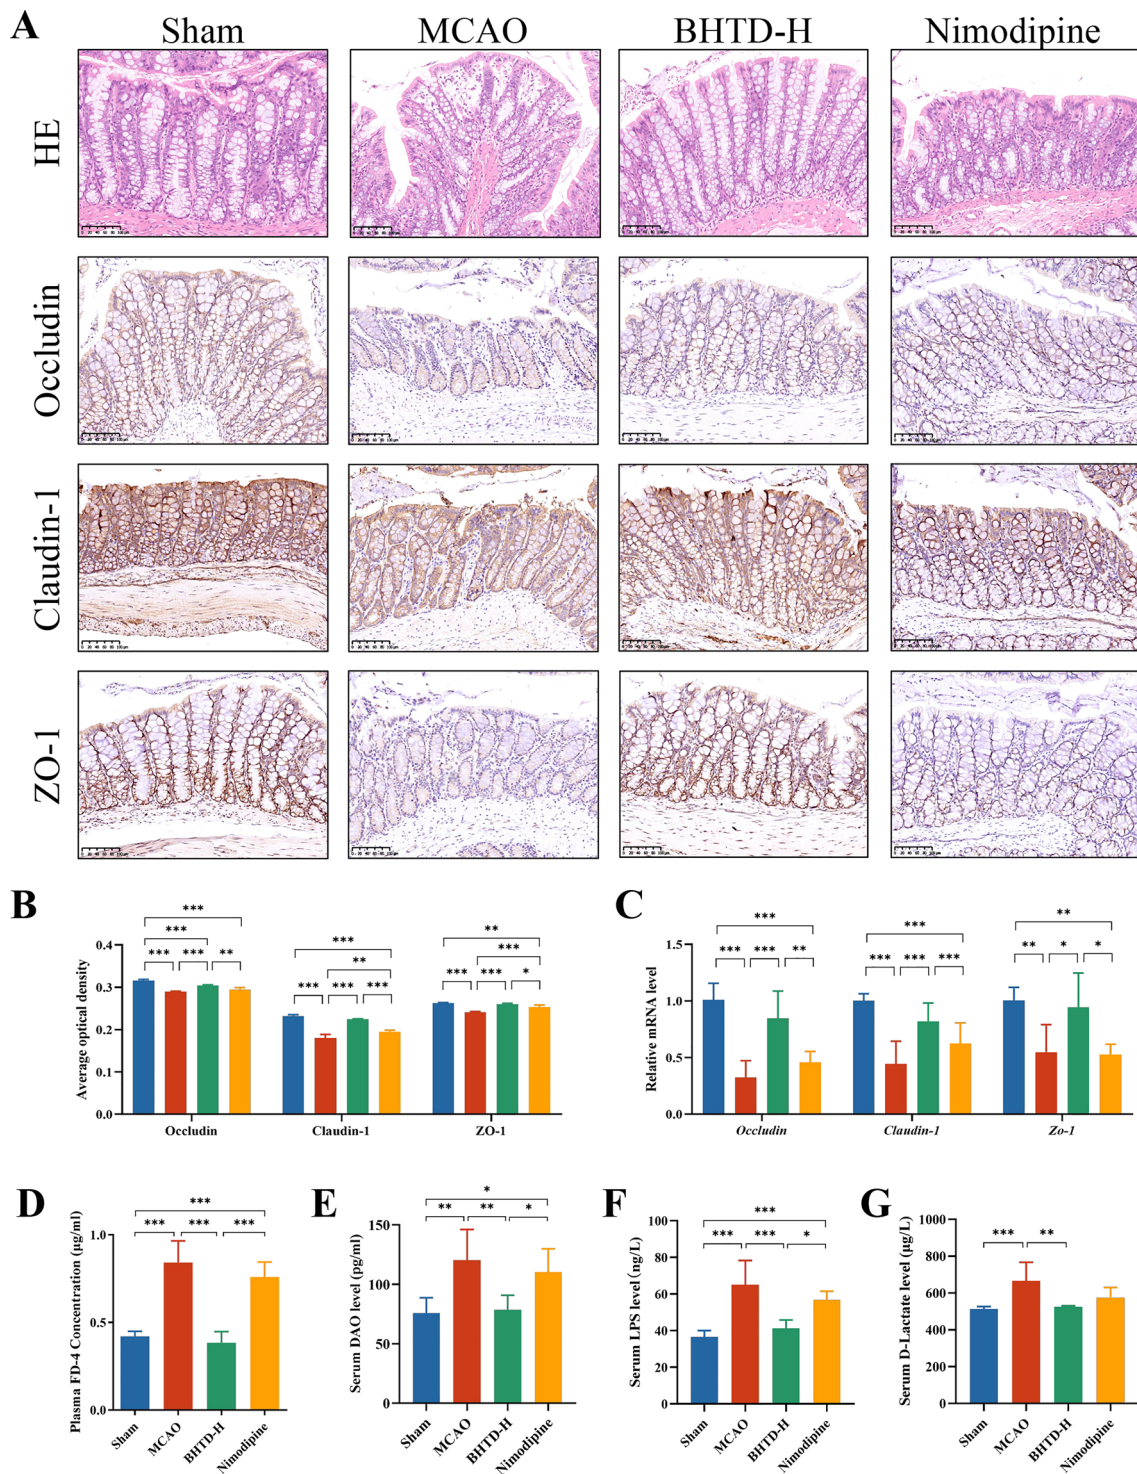 A
Sham MCAO BHTD-H Nimodipine
HE
Occludin
Claudin-1
ZO-1
B
***
***
*** *** **
***
**
*** *** ***
**
***
*** *** *
Average optical density
0.4
0.3
0.2
0.1
0.0
Occludin Claudin-1 ZO-1
C
***
*** *** **
***
*** *** ***
**
** * *
Relative mRNA level
1.5
1.0
0.5
0.0
Occludin Claudin-1 Zo-1
D
***
*** *** ***
Plasma FD-4 Concentration (μg/ml)
1.0
0.5
0.0
Sham MCAO BHTD-H Nimodipine
E
*
** ** *
Serum DAO level (pg/ml)
150
100
50
0
Sham MCAO BHTD-H Nimodipine
F
***
*** *** *
Serum LPS level (ng/L)
100
80
60
40
20
0
Sham MCAO BHTD-H Nimodipine
G
*** **
Serum D-Lactate level (μg/L)
1000
800
600
400
200
0
Sham MCAO BHTD-H Nimodipine